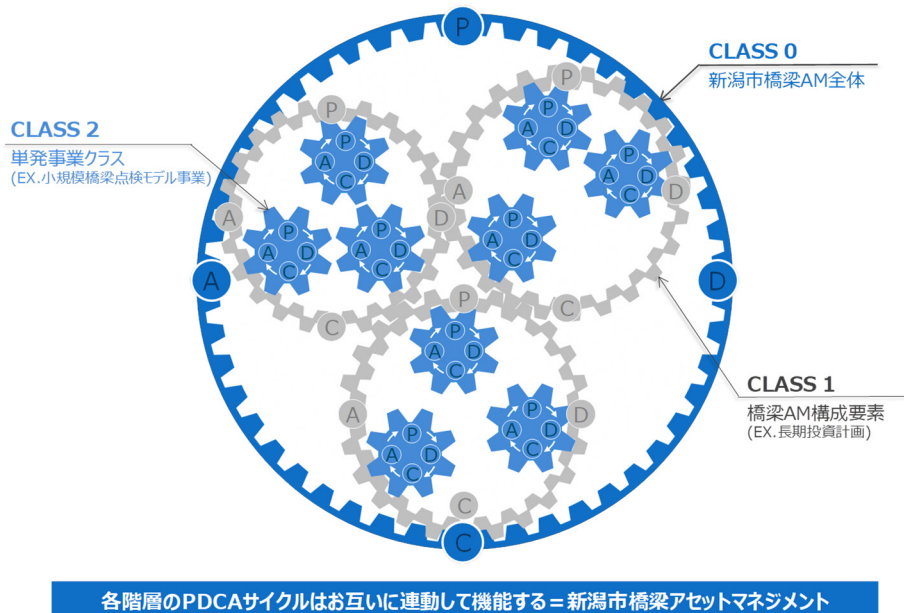 P
CLASS 0
新潟市橋梁AM全体
CLASS 2
単発事業クラス
(EX.小規模橋梁点検モデル事業)
P
P
P
A D
C
P
A D
C
P
A D
C
A
D
A
D
P
A D
C
P
A D
C
P
A D
C
A
D
C
C
P
CLASS 1
橋梁AM構成要素
(EX.長期投資計画)
P
A D
C
A
D
P
A D
C
P
A D
C
C
C
各階層のPDCAサイクルはお互いに連動して機能する＝新潟市橋梁アセットマネジメント